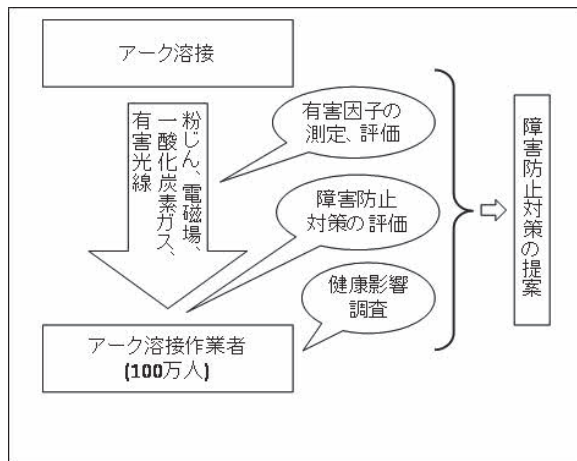 アーク溶接
粉じん、電磁場、
一酸化炭素ガス、
有害光線
有害因子の
測定、評価
障害防止
対策の評価
健康影響
調査
アーク溶接作業者
(100万人)
障害防止対策の提案